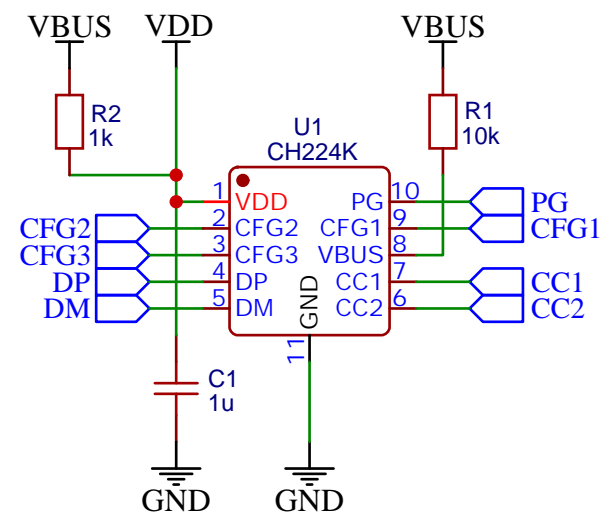 VBUS
VDD
VBUS
R2
1k
R1
10k
U1
CH224K
1
VDD
PG
10
PG
CFG2
2
CFG2
CFG1
9
CFG1
CFG3
3
CFG3
VBUS
8
DP
4
DP
CC1
7
CC1
DM
5
DM
CC2
6
CC2
GND
11
C1
1u
GND
GND